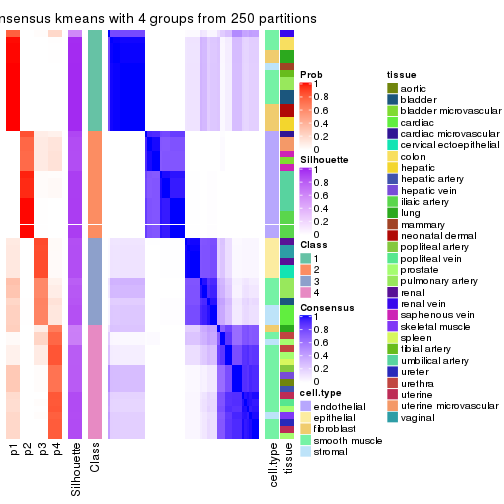 nsensus kmeans with 4 groups from 250 partitions
p1
p2
p3
p4
Silhouette
Class
cell.type
tissue
Prob
1
0.8
0.6
0.4
0.2
0
Silhouette
1
0.8
0.6
0.4
0.2
0
Class
1
2
3
4
Consensus
1
0.8
0.6
0.4
0.2
0
cell.type
endothelial
epithelial
fibroblast
smooth muscle
stromal
tissue
aortic
bladder
bladder microvascular
cardiac
cardiac microvascular
cervical ectoepithelial
colon
hepatic
hepatic artery
hepatic vein
iliaic artery
lung
mammary
neonatal dermal
popliteal artery
popliteal vein
prostate
pulmonary artery
renal
renal vein
saphenous vein
skeletal muscle
spleen
tibial artery
umbilical artery
ureter
urethra
uterine
uterine microvascular
vaginal